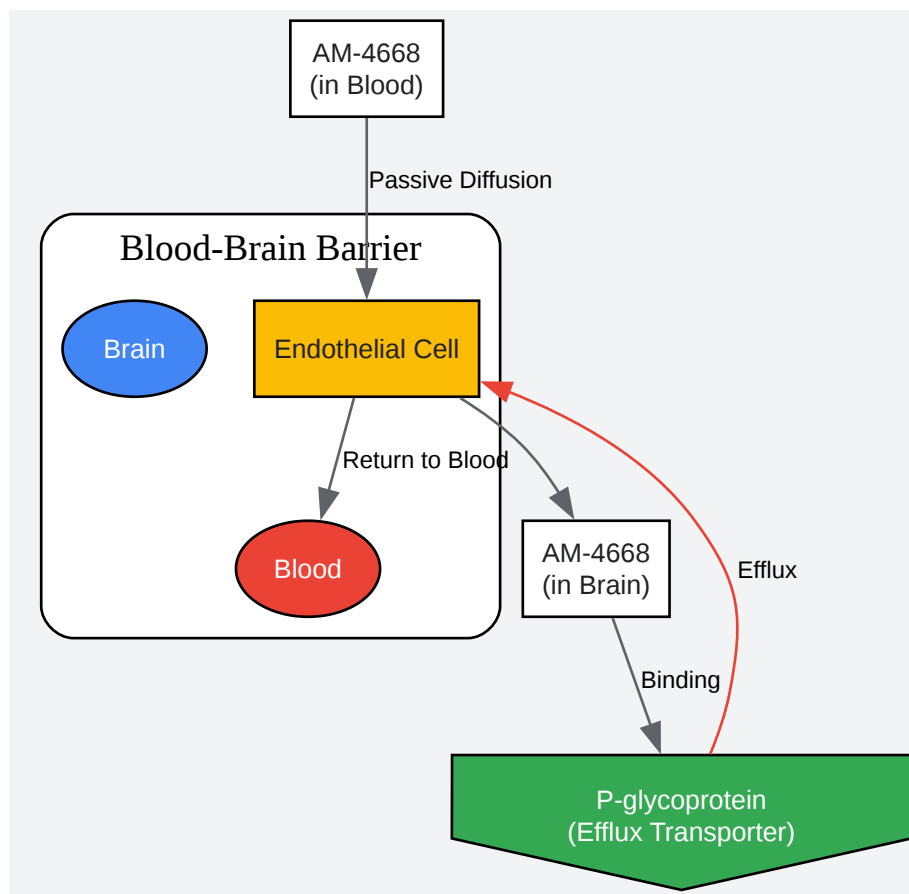 AM-4668
(in Blood)
Passive Diffusion
Blood-Brain Barrier
Brain
Endothelial Cell
Return to Blood
Blood
AM-4668
(in Brain)
Efflux
Binding
P-glycoprotein
(Efflux Transporter)